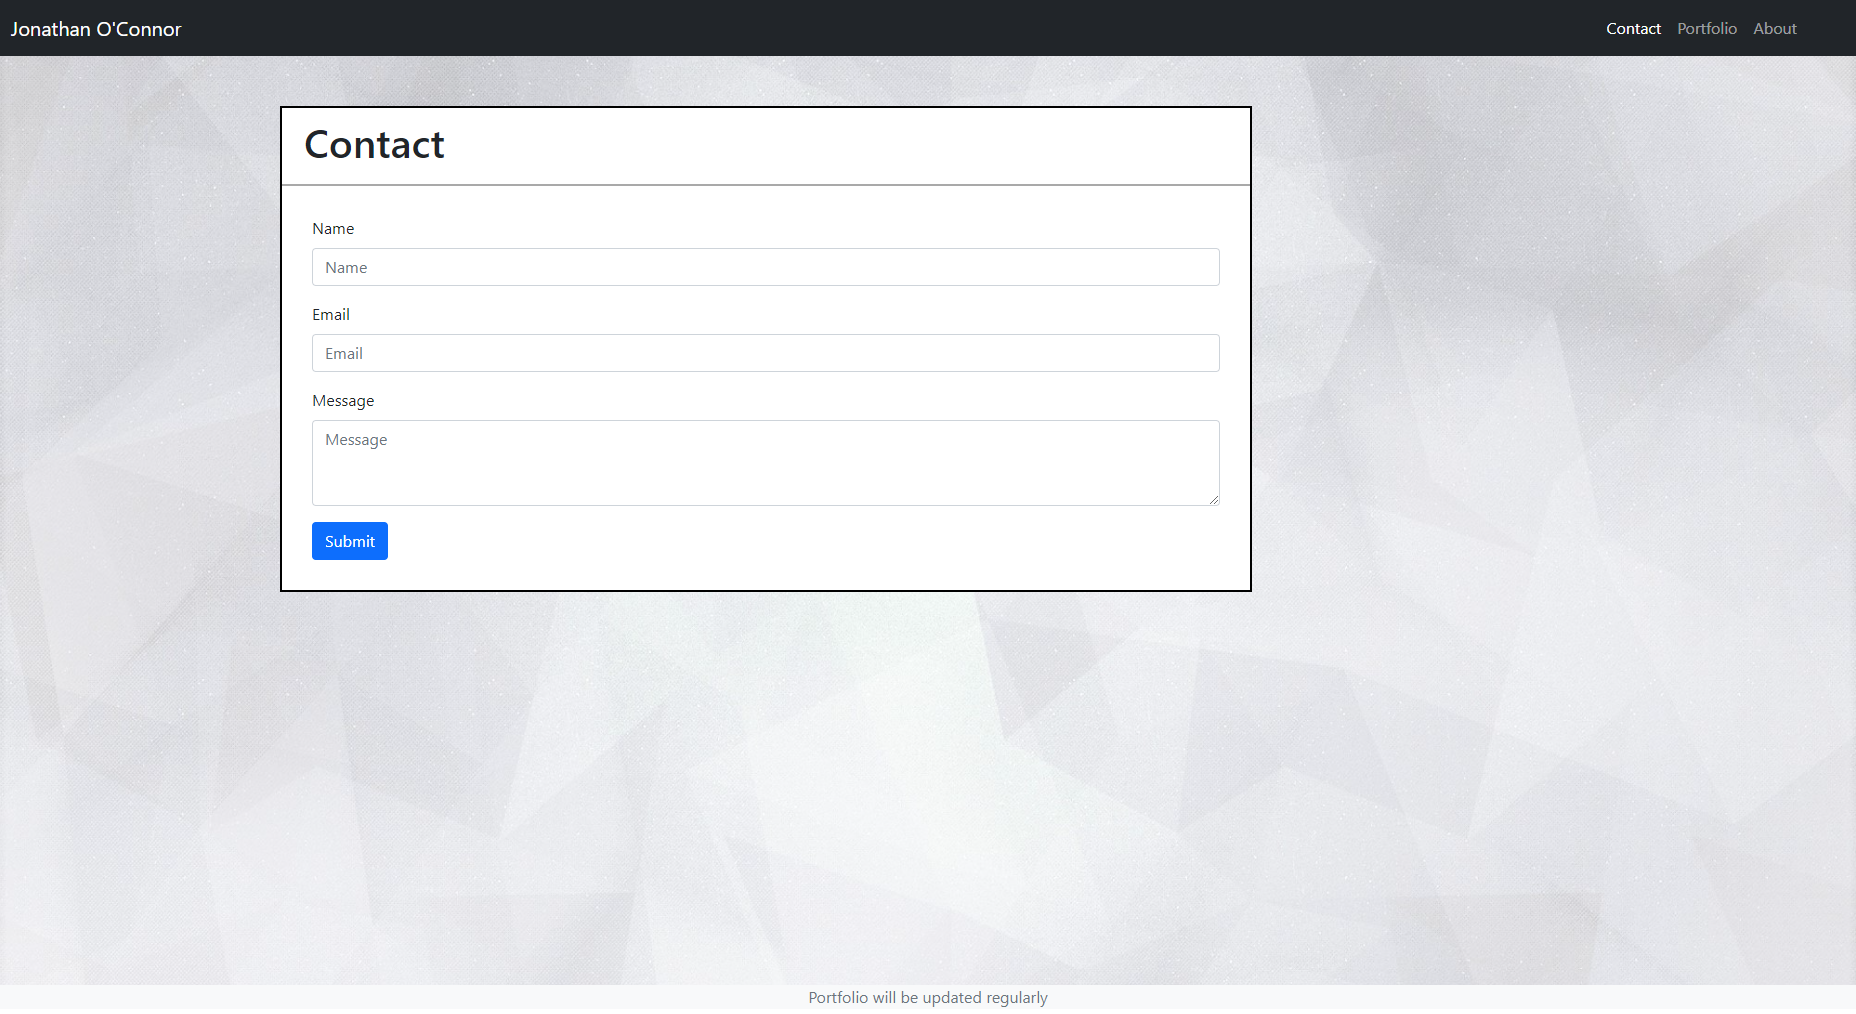 Jonathan O'Connor
Contact Portfolio About
Contact
Name
Name
Email
Email
Message
Message
Submit
Portfolio will be updated regularly